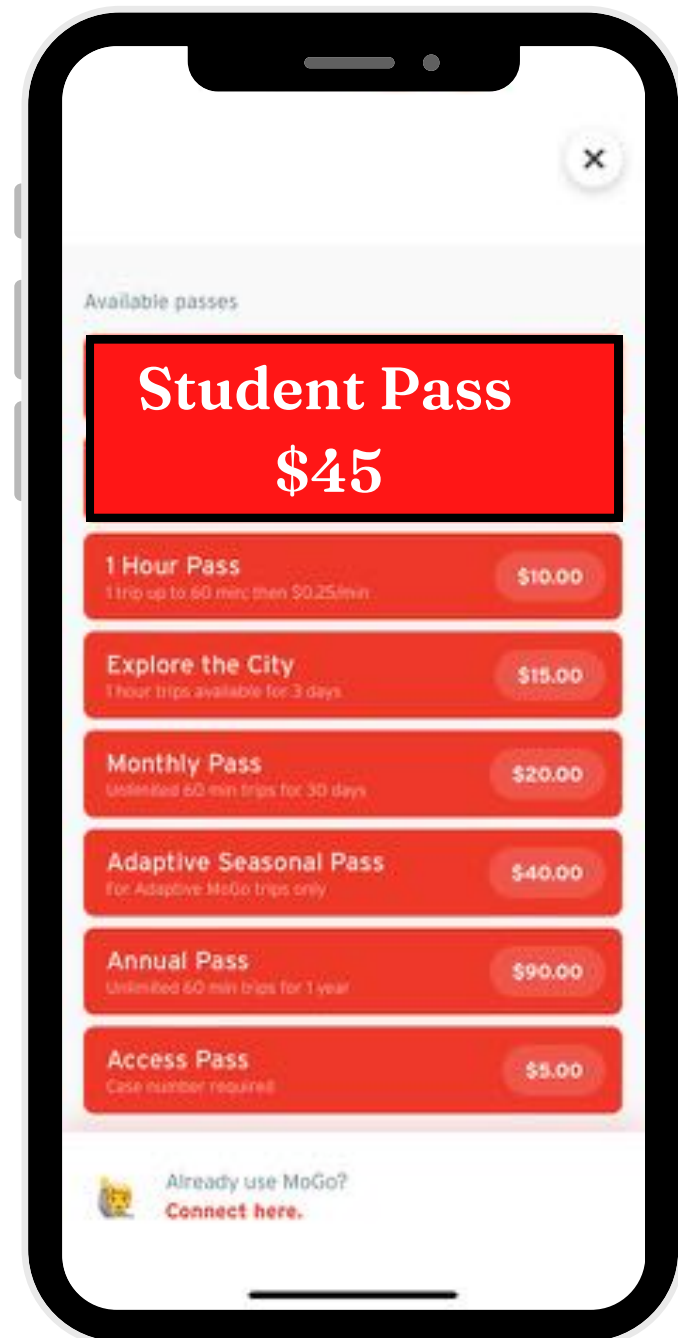 Available passes
Student Pass
$45
1 Hour Pass
$10.00
1 trip up to 60 min; then $0.25/min
Explore the City
$15.00
1 hour trips available for 3 days
Monthly Pass
$20.00
Unlimited 60 min trips for 30 days
Adaptive Seasonal Pass
$40.00
For Adaptive MoGo trips only
Annual Pass
$90.00
Unlimited 60 min trips for 1 year
Access Pass
$5.00
Case number required
Already use MoGo?
Connect here.